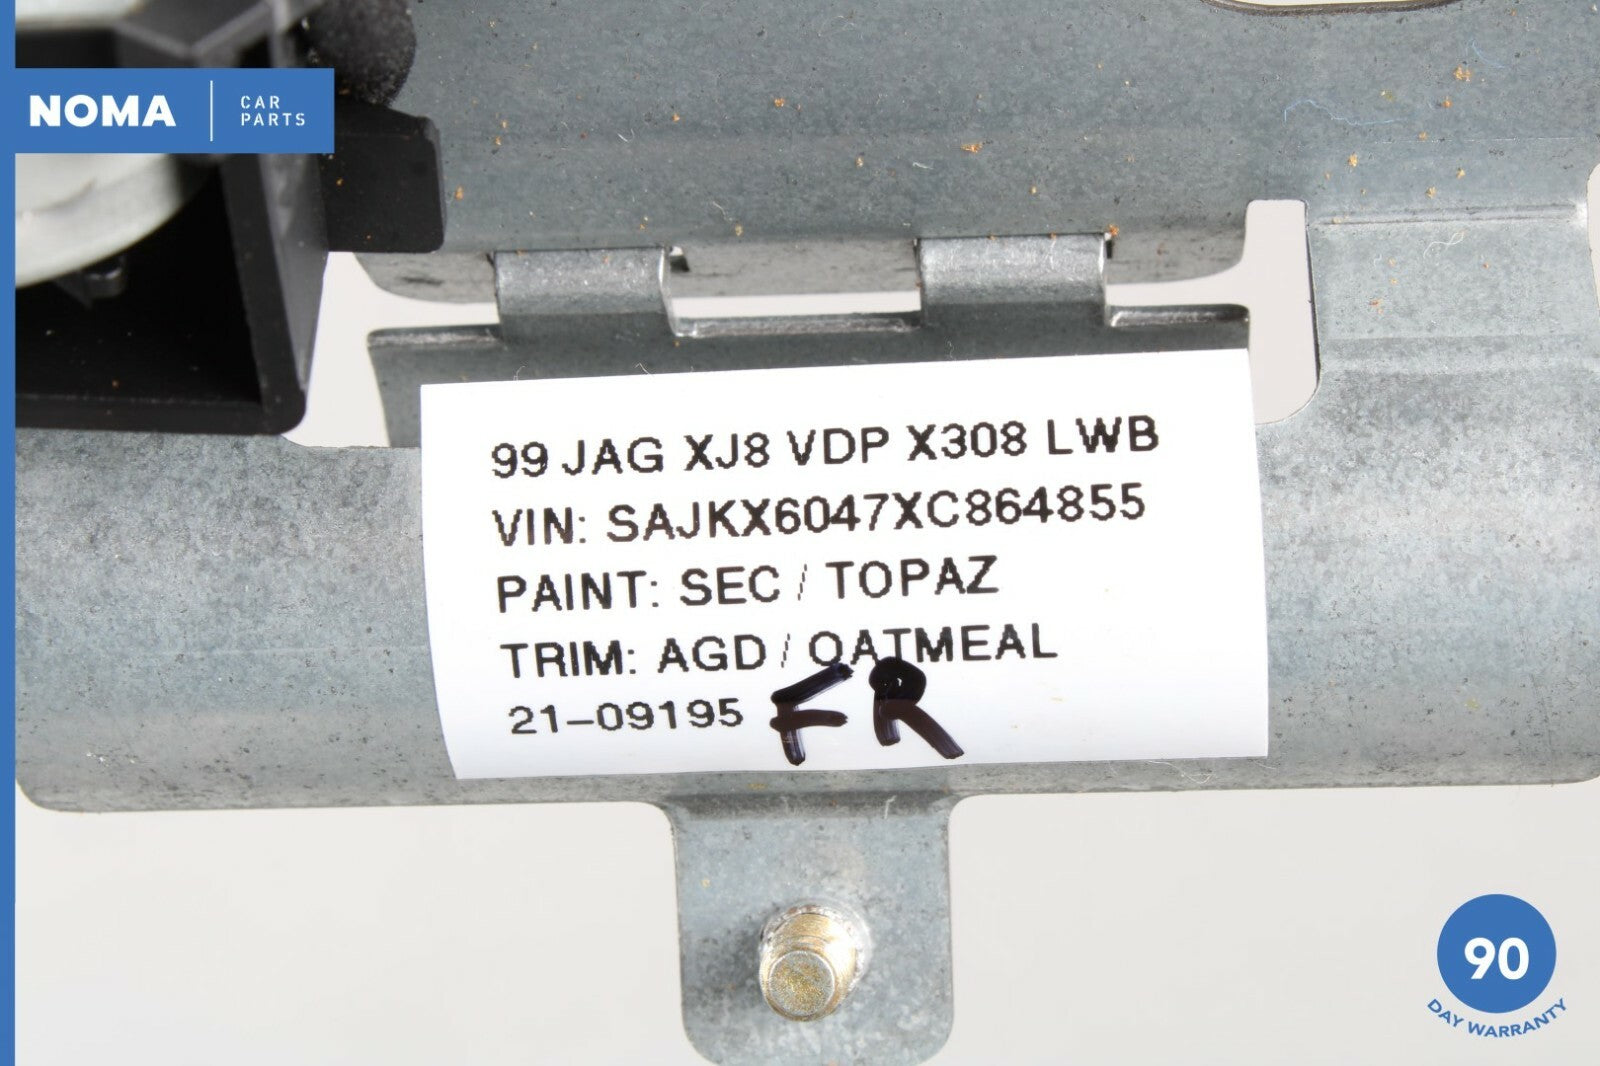 NOMA
CAR
PARTS
99 JAG XJ8 VDP X308 LWB
VIN: SAJKX6047XC864855
PAINT: SEC / TOPAZ
TRIM: AGD / OATMEAL
21-09195 FR
90
DAY WARRANTY